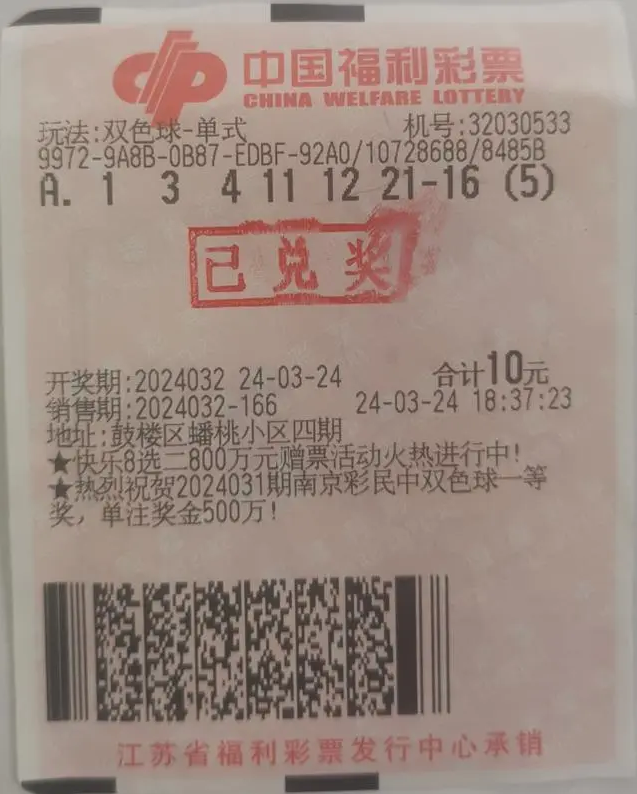 中国福利彩票
CHINA WELFARE LOTTERY
玩法:双色球-单式 机号:32030533
9972-9A8B-0B87-EDBF-92A0/10728688/8485B
A. 1 3 4 11 12 21-16 (5)
已兑奖
开奖期:2024032 24-03-24 合计10元
销售期:2024032-166 24-03-24 18:37:23
地址:鼓楼区蟠桃小区四期
★快乐8选二800万元赠票活动火热进行中!
★热烈祝贺2024031期南京彩民中双色球一等
奖，单注奖金500万!
江苏省福利彩票发行中心承销